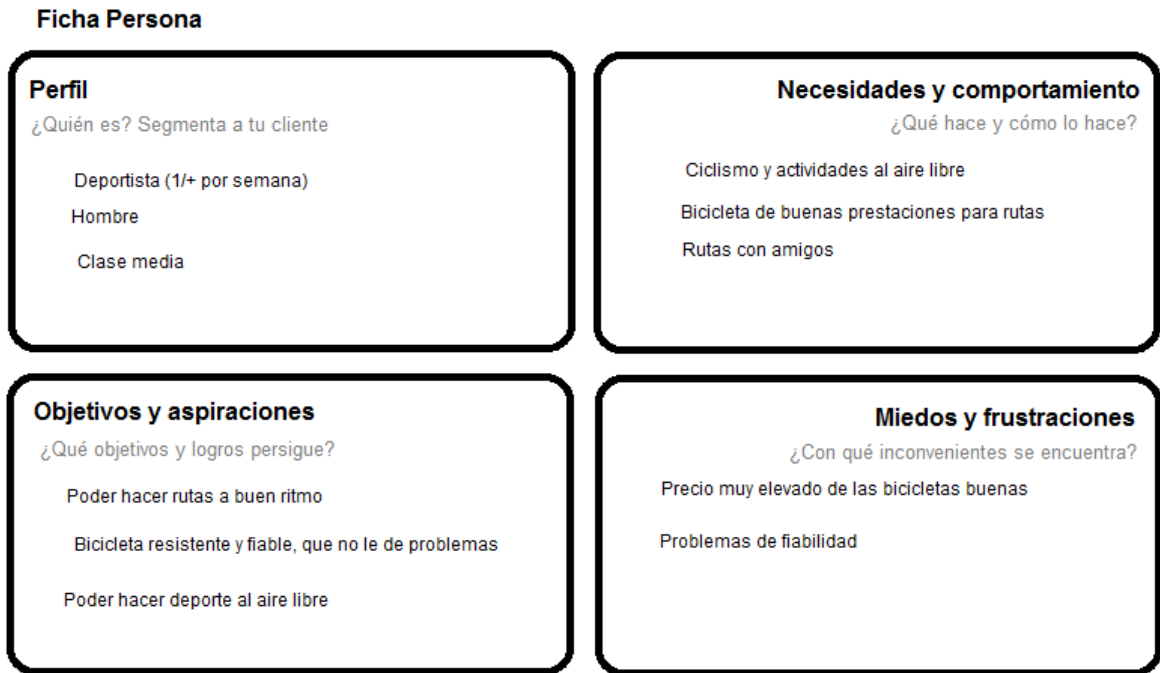 Ficha Persona
Perfil
¿Quién es? Segmenta a tu cliente
Deportista (1/+ por semana)
Hombre
Clase media
Necesidades y comportamiento
¿Qué hace y cómo lo hace?
Ciclismo y actividades al aire libre
Bicicleta de buenas prestaciones para rutas
Rutas con amigos
Objetivos y aspiraciones
¿Qué objetivos y logros persigue?
Poder hacer rutas a buen ritmo
Bicicleta resistente y fiable, que no le de problemas
Poder hacer deporte al aire libre
Miedos y frustraciones
¿Con qué inconvenientes se encuentra?
Precio muy elevado de las bicicletas buenas
Problemas de fiabilidad